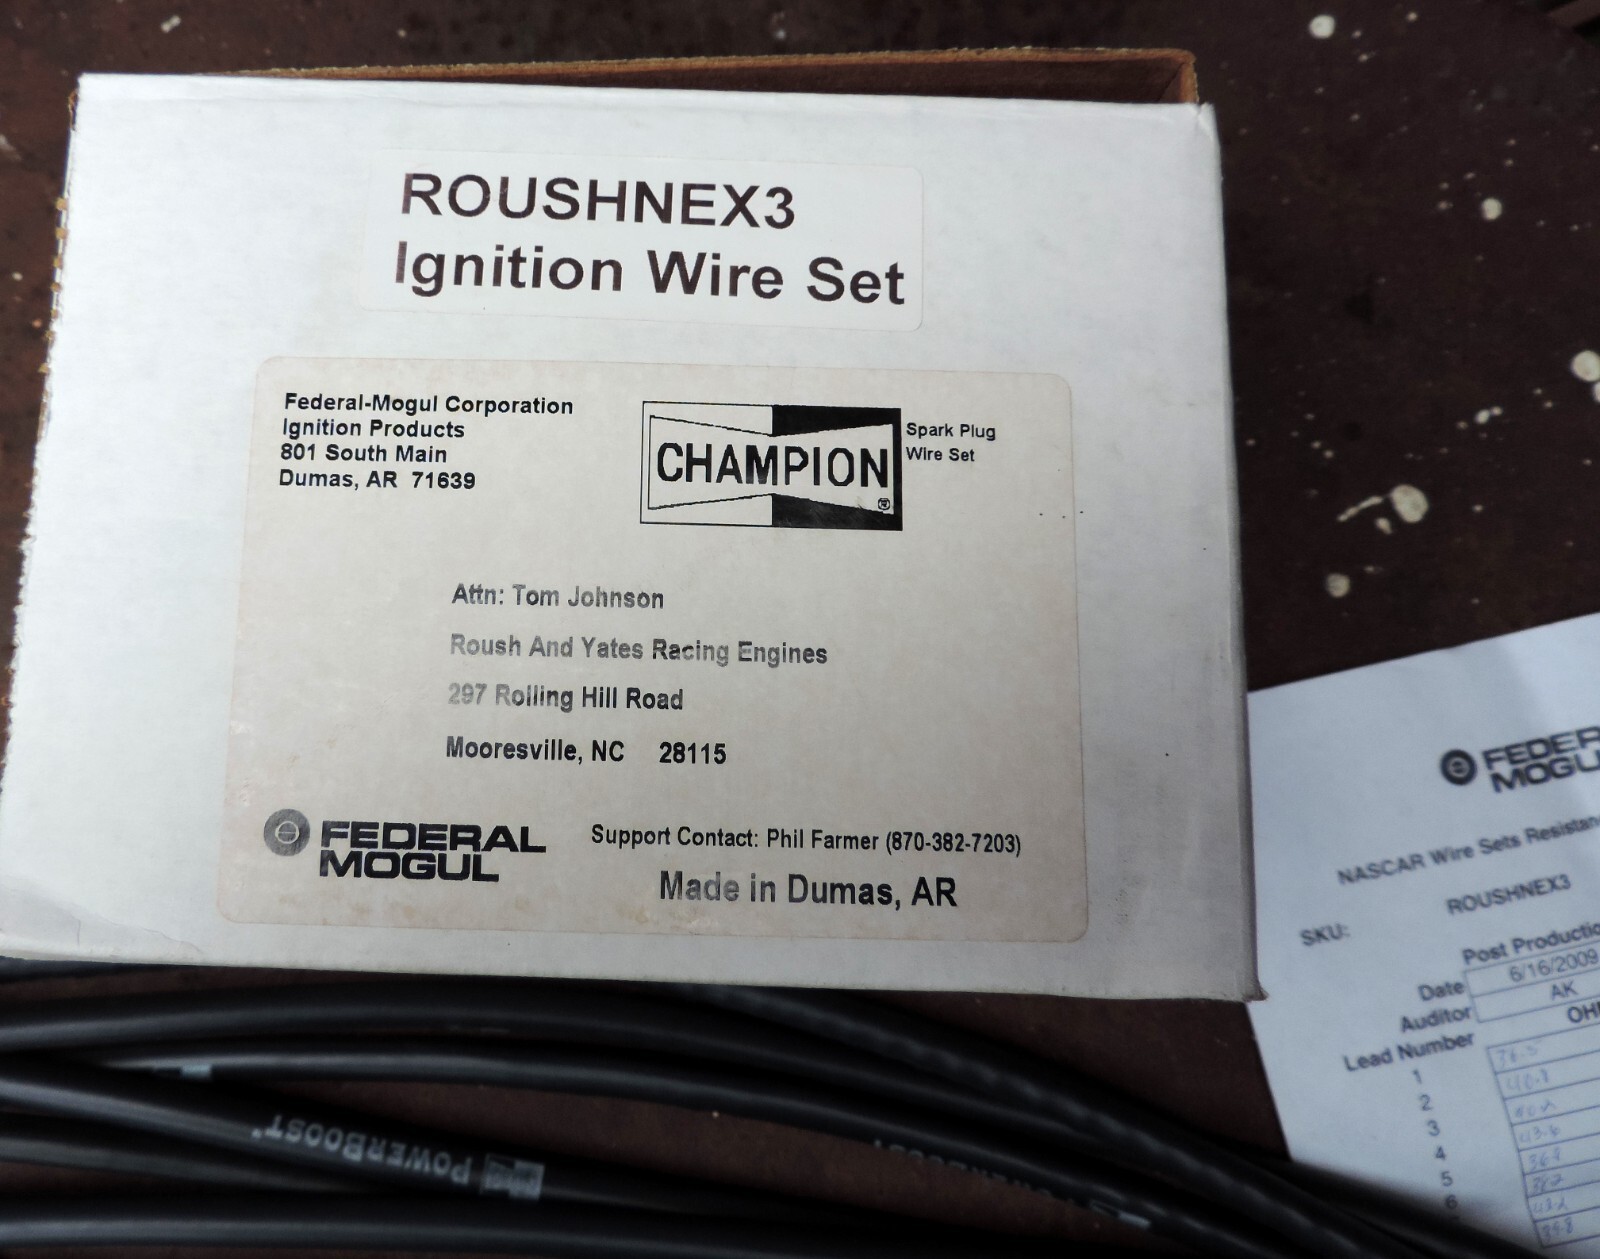 ROUSHNEX3
Ignition Wire Set
Federal-Mogul Corporation
Ignition Products
801 South Main
Dumas, AR 71639
CHAMPION
®
Spark Plug
Wire Set
Attn: Tom Johnson
Roush And Yates Racing Engines
297 Rolling Hill Road
Mooresville, NC 28115
FEDERAL
MOGUL
Support Contact: Phil Farmer (870-382-7203)
Made in Dumas, AR
FEDER
MOGU
NASCAR Wire Sets Resistan
SKU: ROUSHNEX3
Post Productio
Date 6/16/2009
Auditor AK
Lead Number OH
1
2
3
4
5
6
POWERBOOST